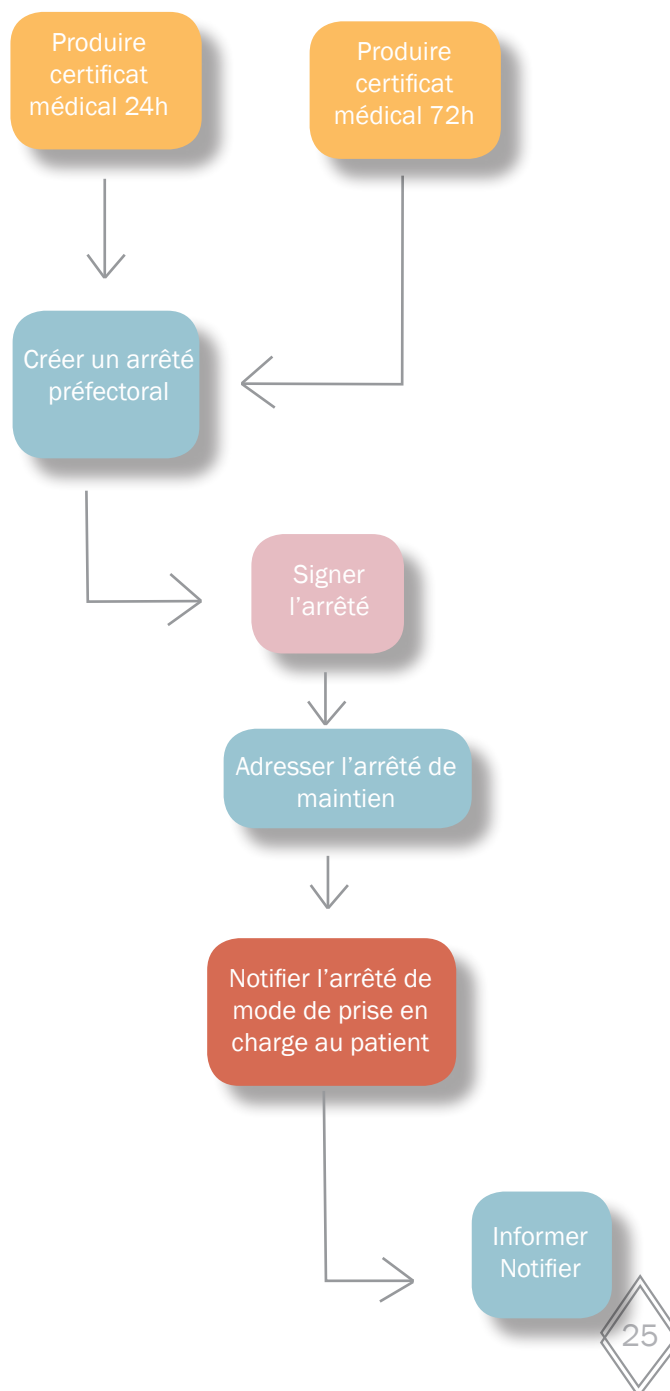 Produire
certificat
médical 24h
Produire
certificat
médical 72h
Créer un arrêté
préfectoral
Signer
l’arrêté
Adresser l’arrêté de
maintien
Notifier l’arrêté de
mode de prise en
charge au patient
Informer
Notifier
25